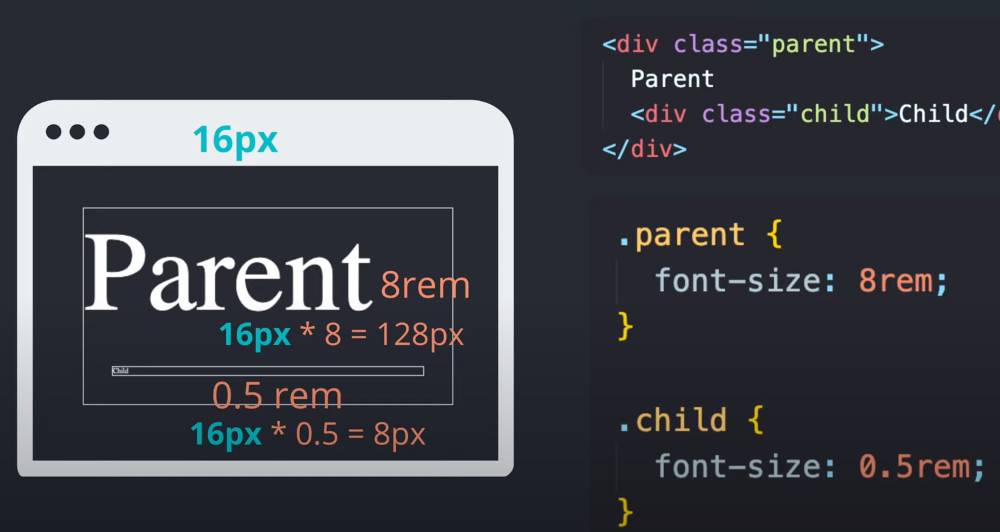 16px
Parent 8rem
16px * 8 = 128px
Child
0.5 rem
16px * 0.5 = 8px
<div class="parent">
Parent
<div class="child">Child</
</div>
.parent {
font-size: 8rem;
}
.child {
font-size: 0.5rem;
}